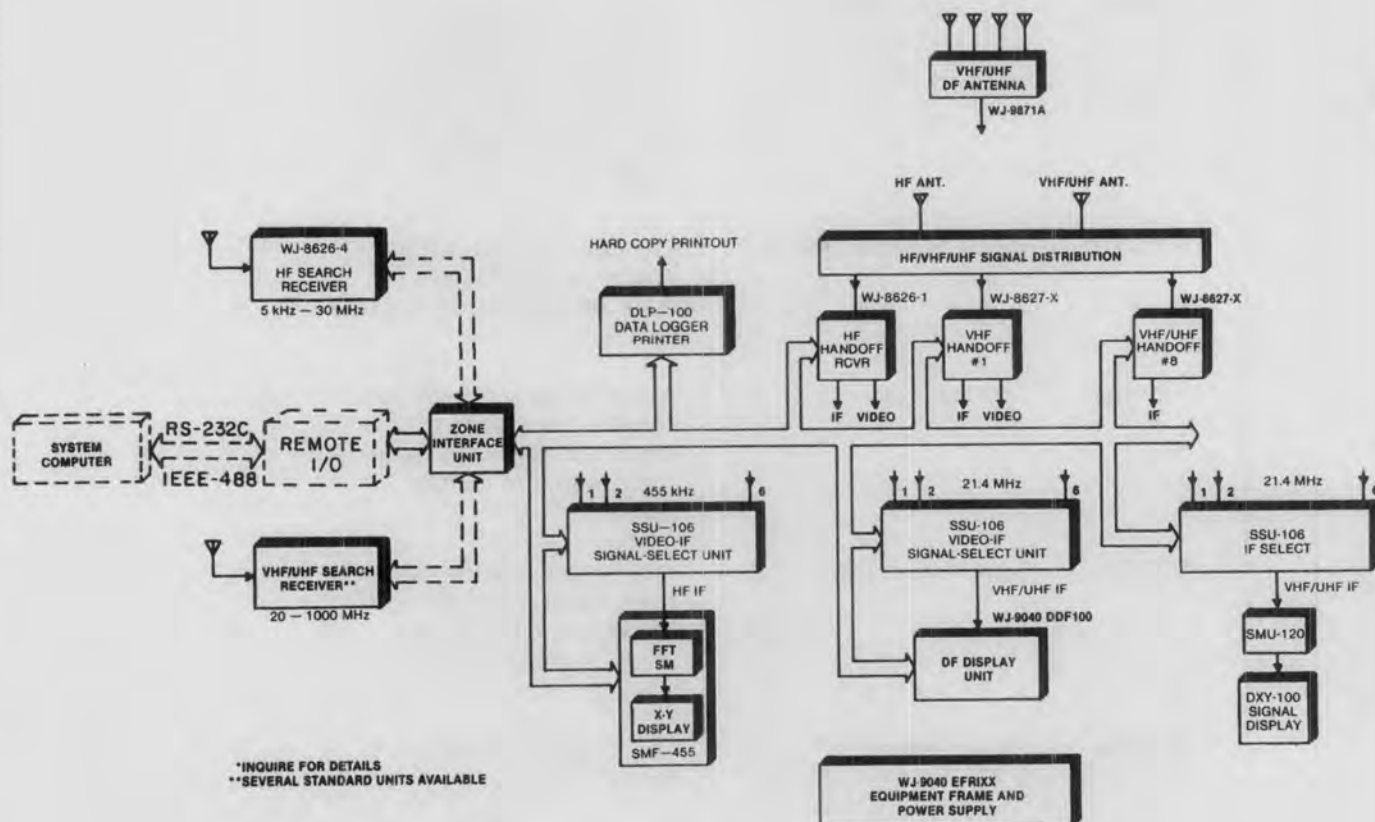 VHF/UHF
DF ANTENNA
WJ-9871A
HF ANT.
VHF/UHF ANT.
HF/VHF/UHF SIGNAL DISTRIBUTION
WJ-8626-4
HF SEARCH
RECEIVER
5 kHz — 30 MHz
HARD COPY PRINTOUT
DLP—100
DATA LOGGER
PRINTER
WJ-8626-1
HF
HANDOFF
RCVR
IF VIDEO
WJ-8627-X
VHF
HANDOFF
#1
IF VIDEO
WJ-8627-X
VHF/UHF
HANDOFF
#8
IF
SYSTEM
COMPUTER
RS-232C
IEEE-488
REMOTE
I/O
ZONE
INTERFACE
UNIT
VHF/UHF SEARCH
RECEIVER**
20 — 1000 MHz
1 2 455 kHz 6
SSU—106
VIDEO-IF
SIGNAL-SELECT UNIT
HF IF
FFT
SM
X-Y
DISPLAY
SMF—455
1 2 21.4 MHz 6
SSU-106
VIDEO-IF
SIGNAL-SELECT UNIT
VHF/UHF IF
WJ-9040 DDF100
DF DISPLAY
UNIT
1 2 21.4 MHz
SSU-106
IF SELECT
VHF/UHF IF
SMU-120
DXY-100
SIGNAL
DISPLAY
*INQUIRE FOR DETAILS
**SEVERAL STANDARD UNITS AVAILABLE
WJ-9040 EFRIXX
EQUIPMENT FRAME AND
POWER SUPPLY